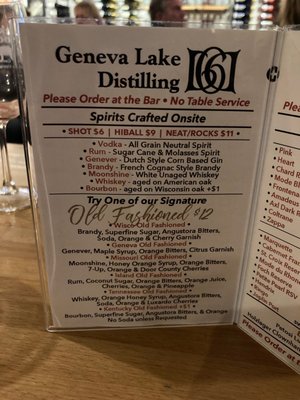 Geneva Lake
Distilling
Please Order at the Bar • No Table Service
Spirits Crafted Onsite
• SHOT $6 | HIBALL $9 | NEAT/ROCKS $11 •
• Vodka - All Grain Neutral Spirit
• Rum - Sugar Cane & Molasses Spirit
• Genever - Dutch Style Corn Based Gin
• Brandy - French Cognac Style Brandy
• Moonshine - White Unaged Whiskey
• Whiskey - aged on American oak
• Bourbon - aged on Wisconsin oak +$1
Try One of our Signature
Old Fashioned $12
• Wisco Old Fashioned •
Brandy, Superfine Sugar, Angustora Bitters,
Soda, Orange & Cherry Garnish
• Geneva Old Fashioned •
Genever, Maple Syrup, Orange Bitters, Citrus Garnish
• Missouri Old Fashioned •
Moonshine, Honey Orange Syrup, Orange Bitters,
7-Up, Orange & Door County Cherries
• Island Old Fashioned •
Rum, Coconut Sugar, Orange Bitters, Orange Juice,
Cherries, Orange & Pineapple
• Tennessee Old Fashioned •
Whiskey, Orange Honey Syrup, Angustora Bitters,
Soda, Orange & Luxardo Cherries
• Kentucky Old Fashioned +$1 •
Bourbon, Superfine Sugar, Angustora Bitters, & Orange
No Soda unless Requested
• Pink
• Heart
• Chard